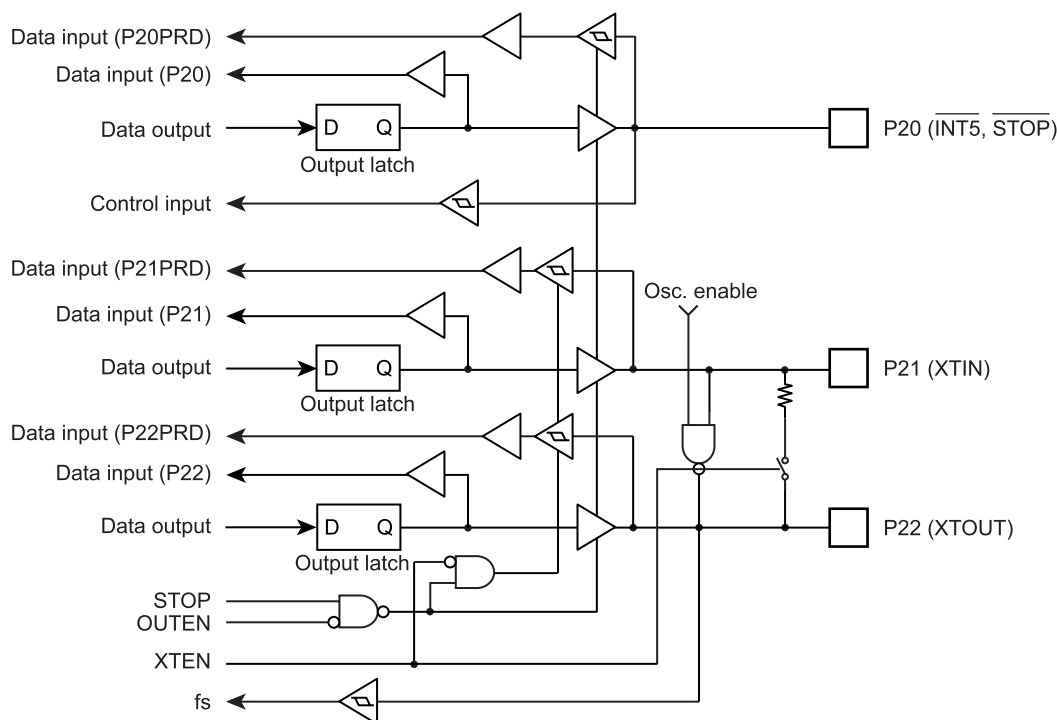 Data input (P20PRD)
Data input (P20)
Data output
D Q
Output latch
P20 (INT5, STOP)
Control input
Data input (P21PRD)
Osc. enable
Data input (P21)
Data output
D Q
Output latch
P21 (XTIN)
Data input (P22PRD)
Data input (P22)
Data output
D Q
Output latch
P22 (XTOUT)
STOP
OUTEN
XTEN
fs